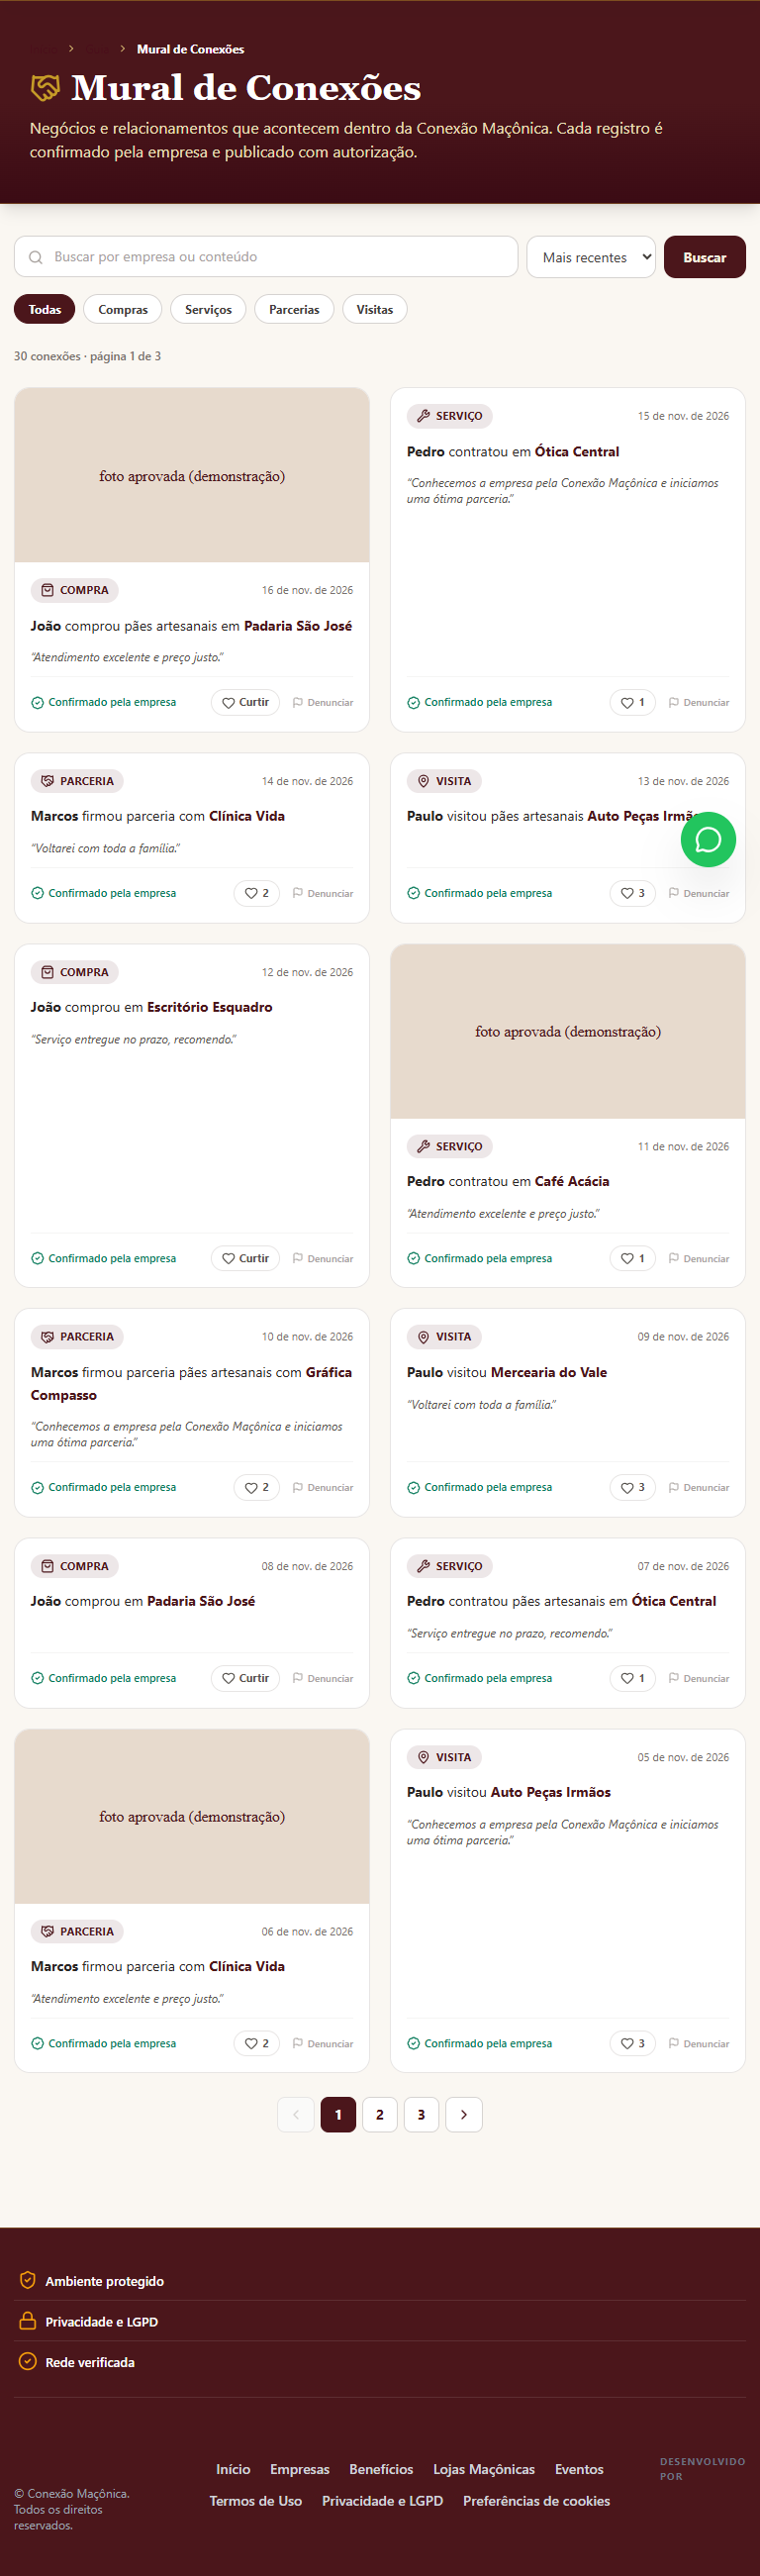 Mural de Conexões
Mural de Conexões
Negócios e relacionamentos que acontecem dentro da Conexão Maçônica. Cada registro é
confirmado pela empresa e publicado com autorização.
Buscar por empresa ou conteúdo
Mais recentes
Buscar
Todas
Compras
Serviços
Parcerias
Visitas
30 conexões · página 1 de 3
foto aprovada (demonstração)
COMPRA
16 de nov. de 2026
João comprou pães artesanais em Padaria São José
“Atendimento excelente e preço justo.”
Confirmado pela empresa
Curtir
Denunciar
SERVIÇO
15 de nov. de 2026
Pedro contratou em Ótica Central
“Conhecemos a empresa pela Conexão Maçônica e iniciamos
uma ótima parceria.”
Confirmado pela empresa
1
Denunciar
PARCERIA
14 de nov. de 2026
Marcos firmou parceria com Clínica Vida
“Voltarei com toda a família.”
Confirmado pela empresa
2
Denunciar
VISITA
13 de nov. de 2026
Paulo visitou pães artesanais Auto Peças
Confirmado pela empresa
3
Denunciar
COMPRA
12 de nov. de 2026
João comprou em Escritório Esquadro
“Serviço entregue no prazo, recomendo.”
Confirmado pela empresa
Curtir
Denunciar
foto aprovada (demonstração)
SERVIÇO
11 de nov. de 2026
Pedro contratou em Café Acácia
“Atendimento excelente e preço justo.”
Confirmado pela empresa
1
Denunciar
PARCERIA
10 de nov. de 2026
Marcos firmou parceria pães artesanais com Gráfica
Compasso
“Conhecemos a empresa pela Conexão Maçônica e iniciamos
uma ótima parceria.”
Confirmado pela empresa
2
Denunciar
VISITA
09 de nov. de 2026
Paulo visitou Mercearia do Vale
“Voltarei com toda a família.”
Confirmado pela empresa
3
Denunciar
COMPRA
08 de nov. de 2026
João comprou em Padaria São José
Confirmado pela empresa
Curtir
Denunciar
SERVIÇO
07 de nov. de 2026
Pedro contratou pães artesanais em Ótica Central
“Serviço entregue no prazo, recomendo.”
Confirmado pela empresa
1
Denunciar
foto aprovada (demonstração)
PARCERIA
06 de nov. de 2026
Marcos firmou parceria com Clínica Vida
“Atendimento excelente e preço justo.”
Confirmado pela empresa
2
Denunciar
VISITA
05 de nov. de 2026
Paulo visitou Auto Peças Irmãos
“Conhecemos a empresa pela Conexão Maçônica e iniciamos
uma ótima parceria.”
Confirmado pela empresa
3
Denunciar
1
2
3
Ambiente protegido
Privacidade e LGPD
Rede verificada
© Conexão Maçônica.
Todos os direitos
reservados.
Início
Empresas
Benefícios
Lojas Maçônicas
Eventos
Termos de Uso
Privacidade e LGPD
Preferências de cookies
DESENVOLVIDO
POR